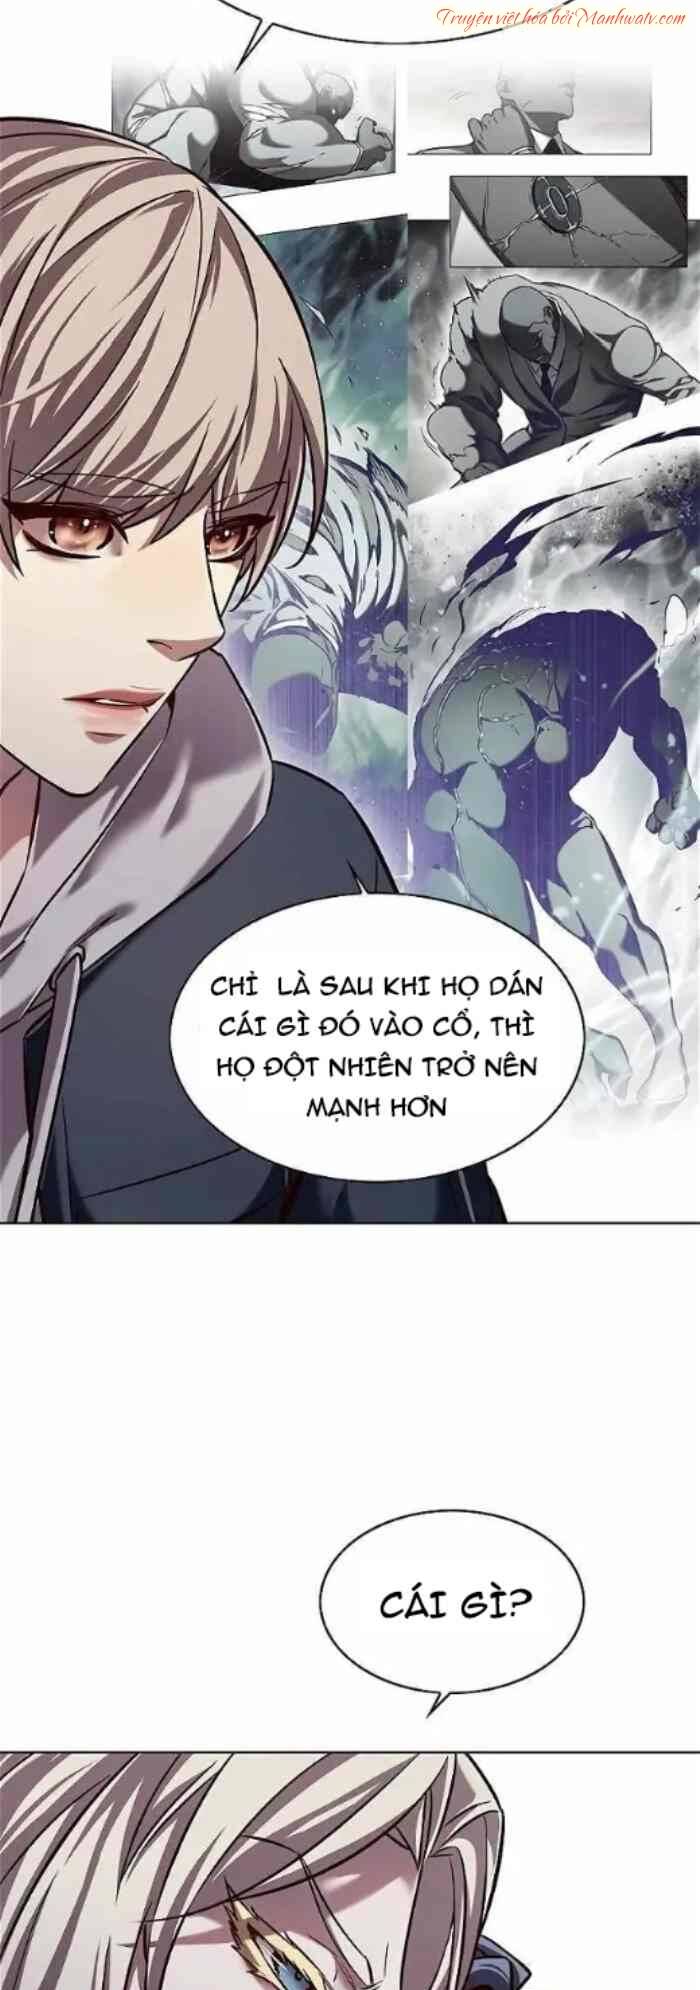 Truyện việt hóa bởi Manhwatv.com
CHỈ LÀ SAU KHI HỌ DÁN
CÁI GÌ ĐÓ VÀO CỔ, THÌ
HỌ ĐỘT NHIÊN TRỞ NÊN
MẠNH HƠN
CÁI GÌ?